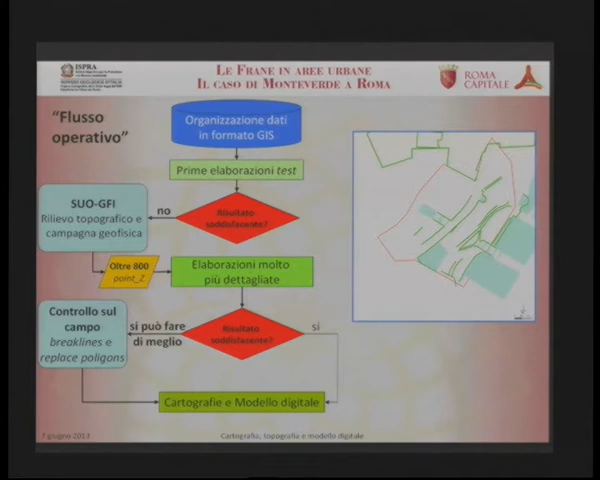 ISPRA
LE FRANE IN AREE URBANE
IL CASO DI MONTEVERDE A ROMA
ROMA
CAPITALE
"Flusso
operativo"
Organizzazione dati
in formato GIS
Prime elaborazioni test
SUO-GFI
Rilievo topografico e
campagna geofisica
no
Risultato
soddisfacente?
Oltre 800
point_Z
Elaborazioni molto
più dettagliate
Controllo sul
campo
breaklines e
replace poligons
si può fare
di meglio
Risultato
soddisfacente?
si
Cartografie e Modello digitale
7 giugno 2013
Cartografia, topografia e modello digitale